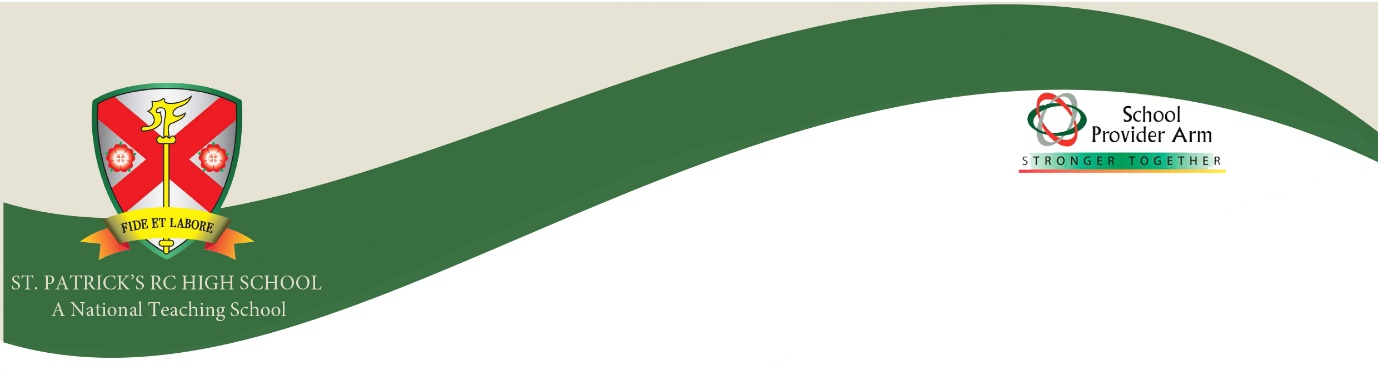 FIDE ET LABORE
ST. PATRICK'S RC HIGH SCHOOL
A National Teaching School
School
Provider Arm
STRONGER TOGETHER